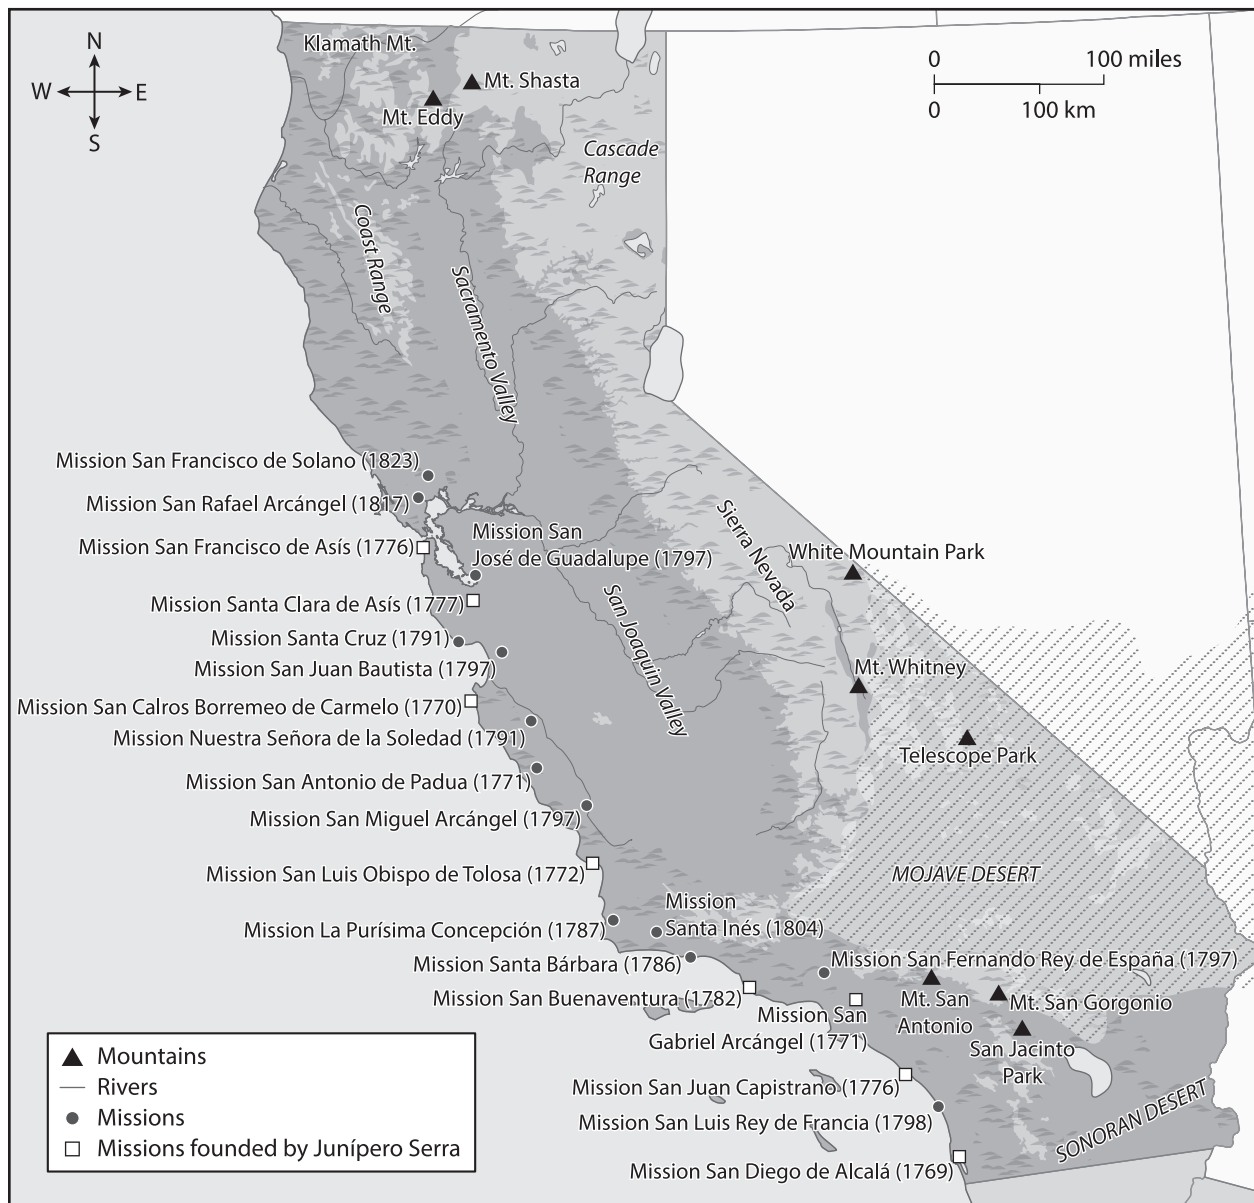 Klamath Mt.
N
W E
S
Mt. Shasta
Mt. Eddy
0 100 miles
0 100 km
Cascade
Range
Coast Range
Sacramento Valley
Mission San Francisco de Solano (1823)
Mission San Rafael Arcángel (1817)
Mission San Francisco de Asís (1776)
Mission San
José de Guadalupe (1797)
Sierra Nevada
White Mountain Park
Mission Santa Clara de Asís (1777)
San Joaquin Valley
Mission Santa Cruz (1791)
Mission San Juan Bautista (1797)
Mt. Whitney
Mission San Calros Borremeo de Carmelo (1770)
Mission Nuestra Señora de la Soledad (1791)
Telescope Park
Mission San Antonio de Padua (1771)
Mission San Miguel Arcángel (1797)
Mission San Luis Obispo de Tolosa (1772)
MOJAVE DESERT
Mission
Santa Inés (1804)
Mission La Purísima Concepción (1787)
Mission Santa Bárbara (1786)
Mission San Fernando Rey de España (1797)
Mission San Buenaventura (1782)
Mission San
Gabriel Arcángel (1771)
Mt. San
Antonio
Mt. San Gorgonio
San Jacinto
Park
Mission San Juan Capistrano (1776)
Mission San Luis Rey de Francia (1798)
Mission San Diego de Alcalá (1769)
SONORAN DESERT
Mountains
Rivers
Missions
Missions founded by Junípero Serra